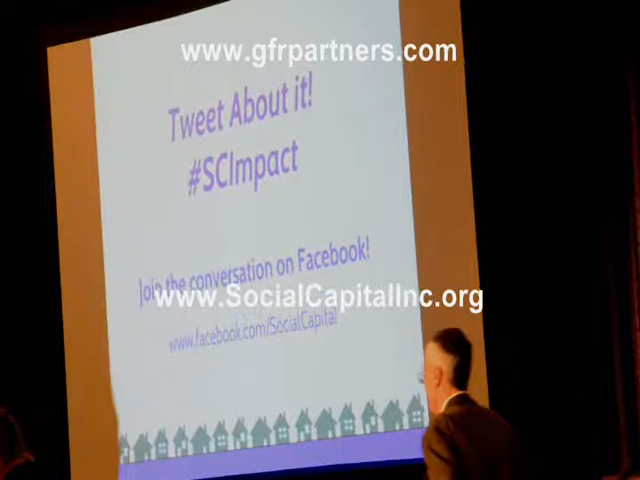 www.gfrpartners.com
Tweet About it!
#SCImpact
Join the conversation on Facebook!
www.SocialCapitalInc.org
www.facebook.com/SocialCapital